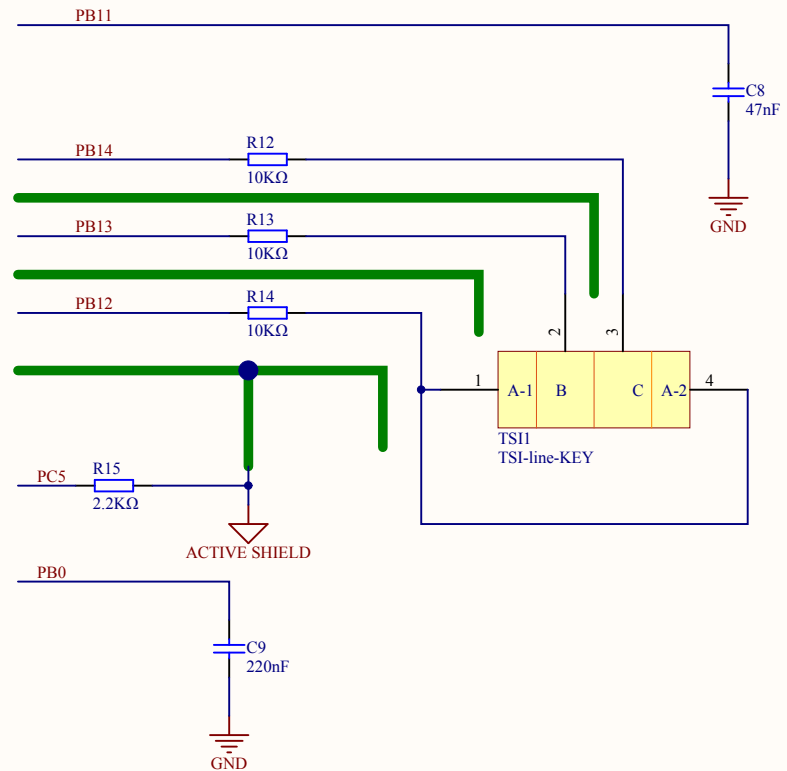 PB11
C8
47nF
GND
PB14
R12
10KΩ
PB13
R13
10KΩ
PB12
R14
10KΩ
2
3
1
A-1
B
C
A-2
4
TSI1
TSI-line-KEY
PC5
R15
2.2KΩ
ACTIVE SHIELD
PB0
C9
220nF
GND